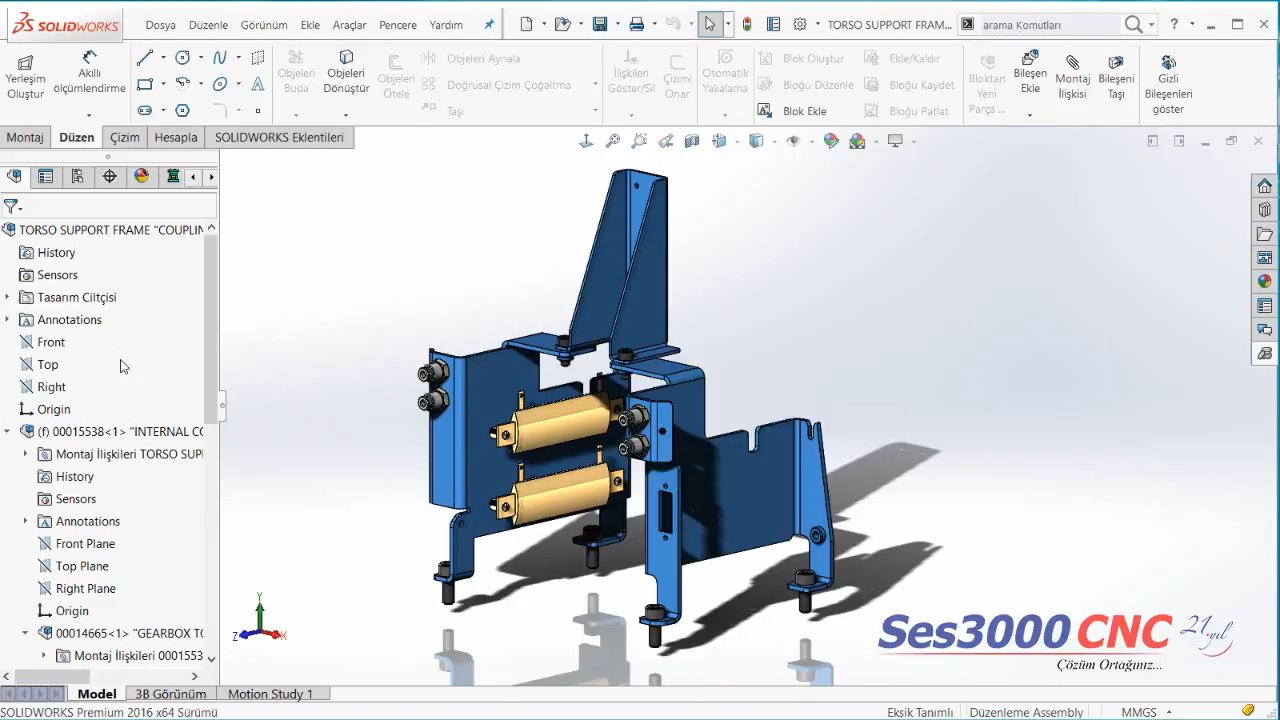 SOLIDWORKS Dosya Düzenle Görünüm Ekle Araçlar Pencere Yardım TORSO SUPPORT FRAM... arama Komutları ?
Yerleşim Oluştur
Akıllı ölçümlendirme
Objeleri Buda
Objeleri Dönüştür
Objeleri Ötele
Objeleri Aynala
Doğrusal Çizim Çoğaltma
Taşı
İlişkileri Göster/Sil
Çizimi Onar
Otomatik Yakalama
Blok Oluştur
Bloğu Düzenle
Blok Ekle
Ekle/Kaldır
Bloğu Kaydet
Bloğu Patlat
Bloktan Yeni Parça ...
Bileşen Ekle
Montaj İlişkisi
Bileşeni Taşı
Gizli Bileşenleri göster
Montaj Düzen Çizim Hesapla SOLIDWORKS Eklentileri
TORSO SUPPORT FRAME "COUPLIN
History
Sensors
Tasarım Ciltçisi
Annotations
Front
Top
Right
Origin
(f) 00015538<1> "INTERNAL CO
Montaj İlişkileri TORSO SUPP
History
Sensors
Annotations
Front Plane
Top Plane
Right Plane
Origin
00014665<1> "GEARBOX TO
Montaj İlişkileri 0001553
Y
Z X
Ses3000 CNC 21.yıl
Çözüm Ortağınız...
Model 3B Görünüm Motion Study 1
SOLIDWORKS Premium 2016 x64 Sürümü Eksik Tanımlı Düzenleme Assembly MMGS